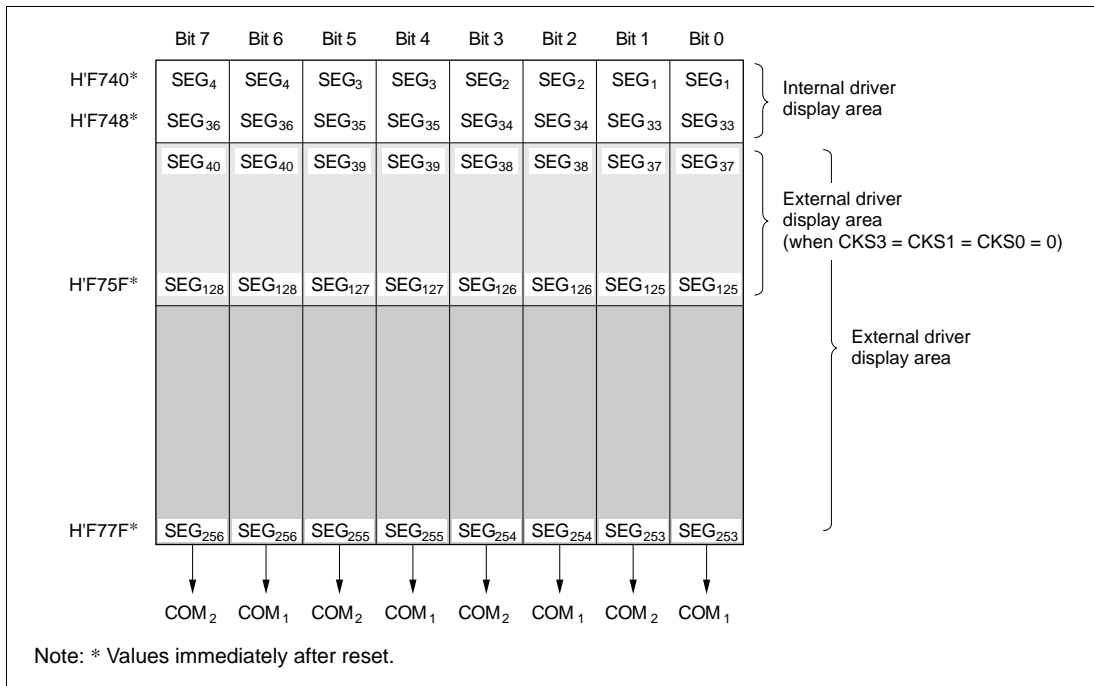 Bit 7 Bit 6 Bit 5 Bit 4 Bit 3 Bit 2 Bit 1 Bit 0
H'F740* SEG4 SEG4 SEG3 SEG3 SEG2 SEG2 SEG1 SEG1
H'F748* SEG36 SEG36 SEG35 SEG35 SEG34 SEG34 SEG33 SEG33
Internal driver
display area
SEG40 SEG40 SEG39 SEG39 SEG38 SEG38 SEG37 SEG37
External driver
display area
(when CKS3 = CKS1 = CKS0 = 0)
H'F75F* SEG128 SEG128 SEG127 SEG127 SEG126 SEG126 SEG125 SEG125
External driver
display area
H'F77F* SEG256 SEG256 SEG255 SEG255 SEG254 SEG254 SEG253 SEG253
COM2 COM1 COM2 COM1 COM2 COM1 COM2 COM1
Note: * Values immediately after reset.